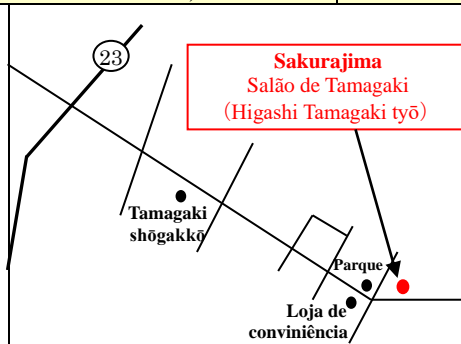 23
Sakurajima
Salão de Tamagaki
(Higashi Tamagaki tyō)
Tamagaki
shōgakkō
Parque
Loja de
conviniência